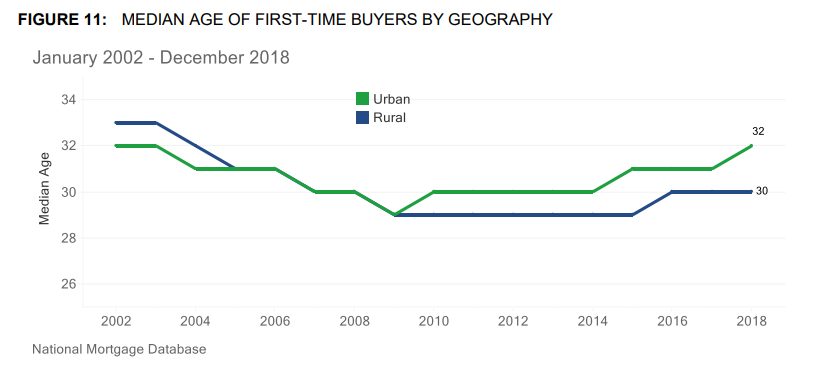 FIGURE 11: MEDIAN AGE OF FIRST-TIME BUYERS BY GEOGRAPHY
January 2002 - December 2018
Urban
Rural
Median Age
34
32
30
28
26
32
30
2002 2004 2006 2008 2010 2012 2014 2016 2018
National Mortgage Database